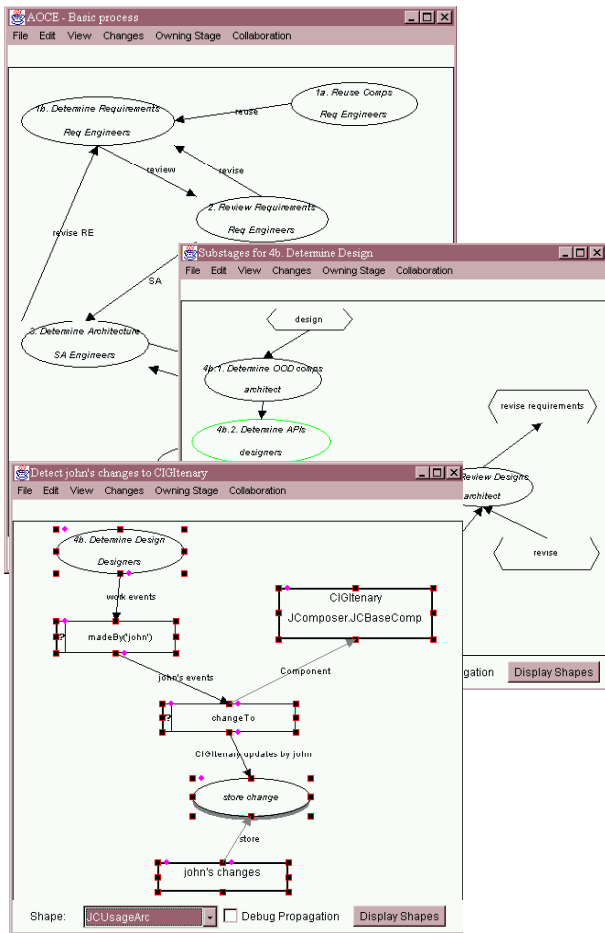 AOCE - Basic process
File Edit View Changes Owning Stage Collaboration
1a. Reuse Comps
Req Engineers
1b. Determine Requirements
Req Engineers
reuse
review
revise
2. Review Requirements
Req Engineers
revise RE
SA
3. Determine Architecture
SA Engineers
Substages for 4b. Determine Design
File Edit View Changes Owning Stage Collaboration
design
4b.1. Determine OOD comps
architect
4b.2. Determine APIs
designers
revise requirements
Review Designs
architect
revise
gation
Display Shapes
Detect john's changes to CIGItenary
File Edit View Changes Owning Stage Collaboration
4b. Determine Design
Designers
work events
CIGItenary
JComposer.JCBaseComp
? madeBy('john')
john's events
Component
? changeTo
CIGItenary updates by john
store change
store
john's changes
Shape: JCUsageArc Debug Propagation Display Shapes